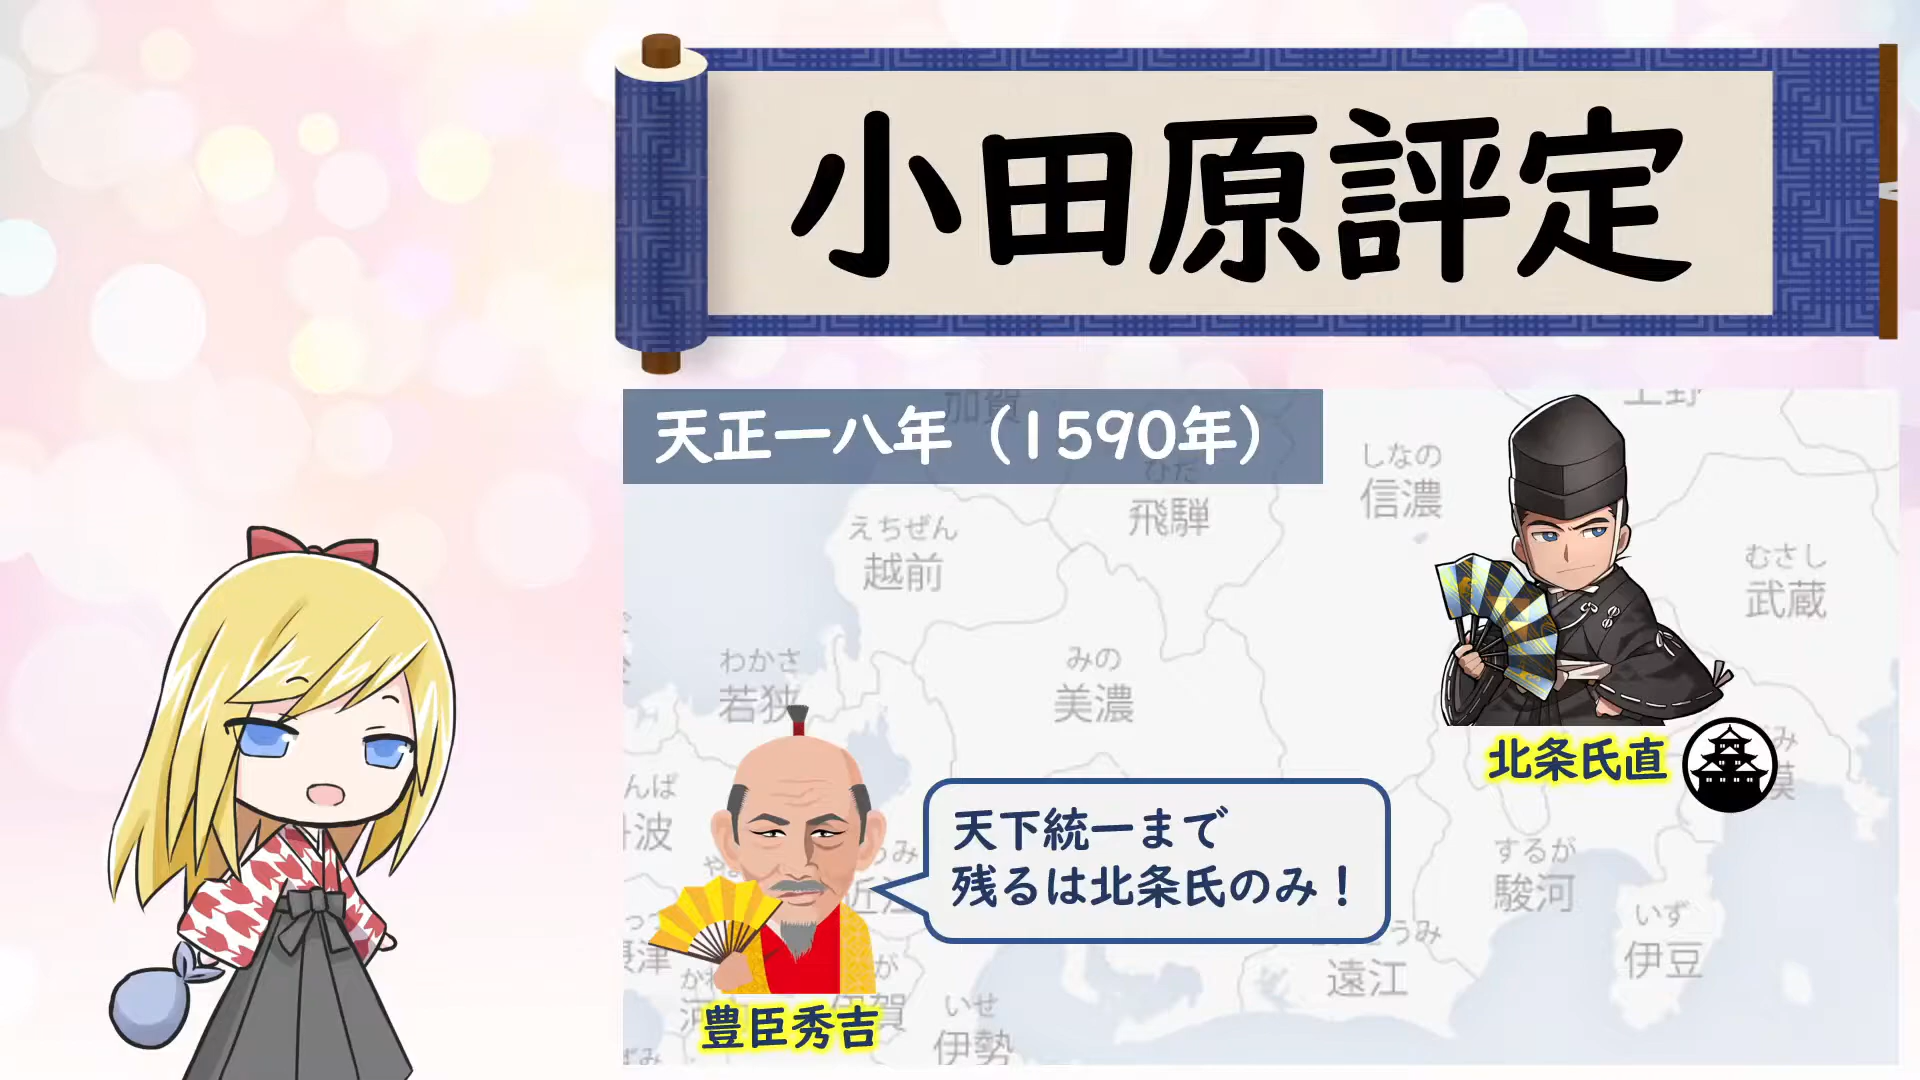 小田原評定
天正一八年（1590年）
加賀
しなの
信濃
飛騨
えちぜん
越前
むさし
武蔵
わかさ
若狭
みの
美濃
北条氏直
天下統一まで
残るは北条氏のみ！
するが
駿河
いず
伊豆
遠江
豊臣秀吉
いせ
伊勢